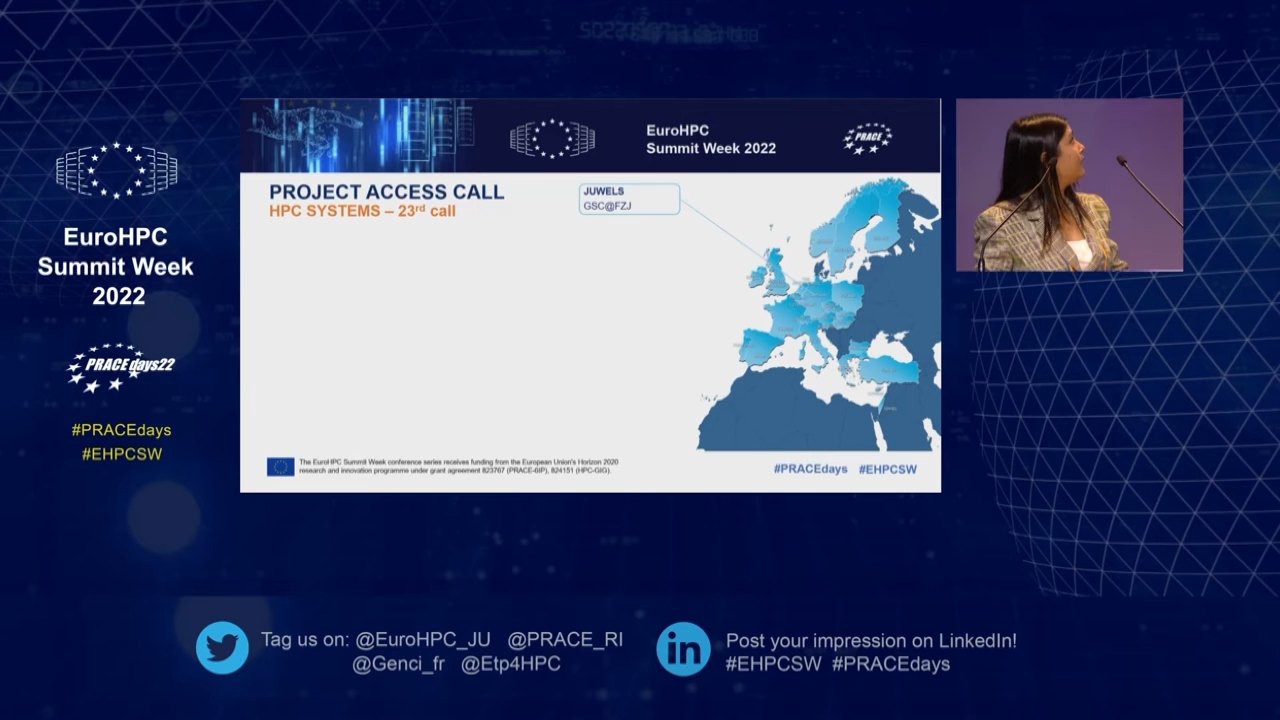 EuroHPC
Summit Week
2022
PRACEdays22
#PRACEdays
#EHPCSW
EuroHPC
Summit Week 2022
PRACE
PROJECT ACCESS CALL
HPC SYSTEMS – 23rd call
JUWELS
GSC@FZJ
The EuroHPC Summit Week conference series receives funding from the European Union's Horizon 2020
research and innovation programme under grant agreement 823767 (PRACE-6IP), 824151 (HPC-GIG).
#PRACEdays #EHPCSW
Tag us on: @EuroHPC_JU @PRACE_RI
@Genci_fr @Etp4HPC
in
Post your impression on LinkedIn!
#EHPCSW #PRACEdays